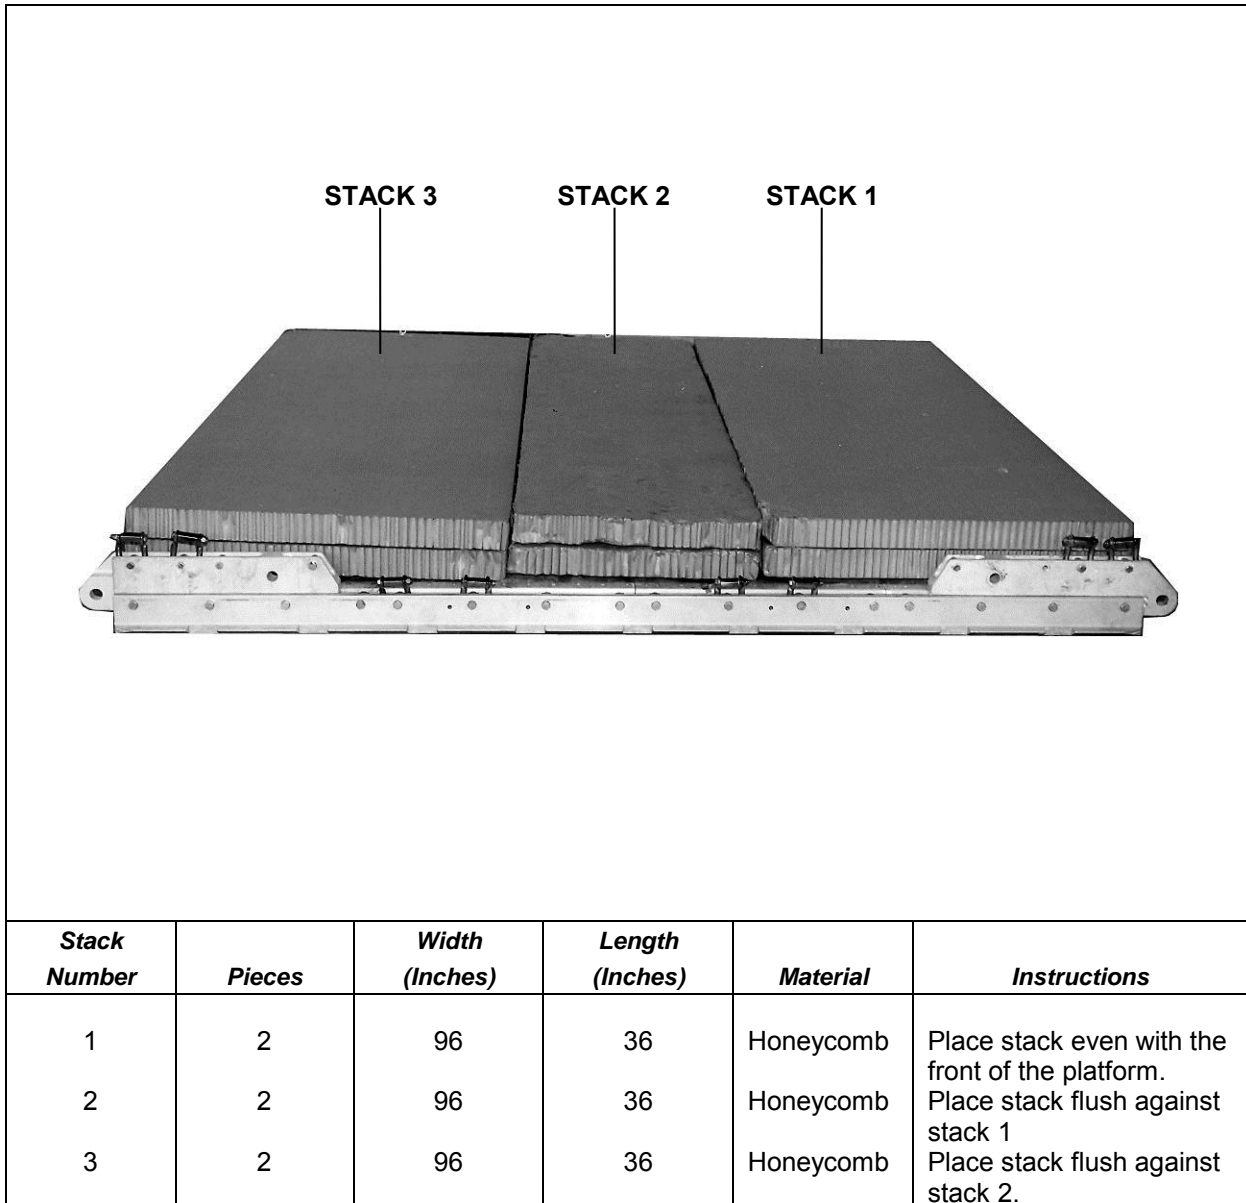 STACK 3 STACK 2 STACK 1
Stack Number Pieces Width (Inches) Length (Inches) Material Instructions
1 2 96 36 Honeycomb Place stack even with the
front of the platform.
2 2 96 36 Honeycomb Place stack flush against
stack 1
3 2 96 36 Honeycomb Place stack flush against
stack 2.